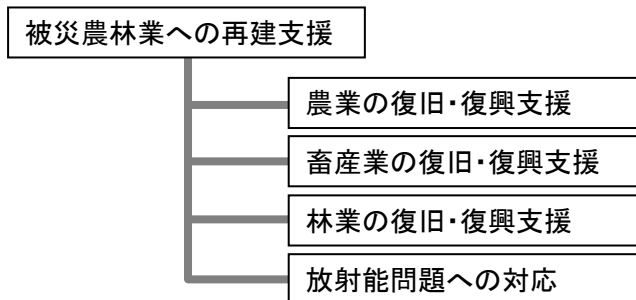 被災農林業への再建支援
農業の復旧・復興支援
畜産業の復旧・復興支援
林業の復旧・復興支援
放射能問題への対応